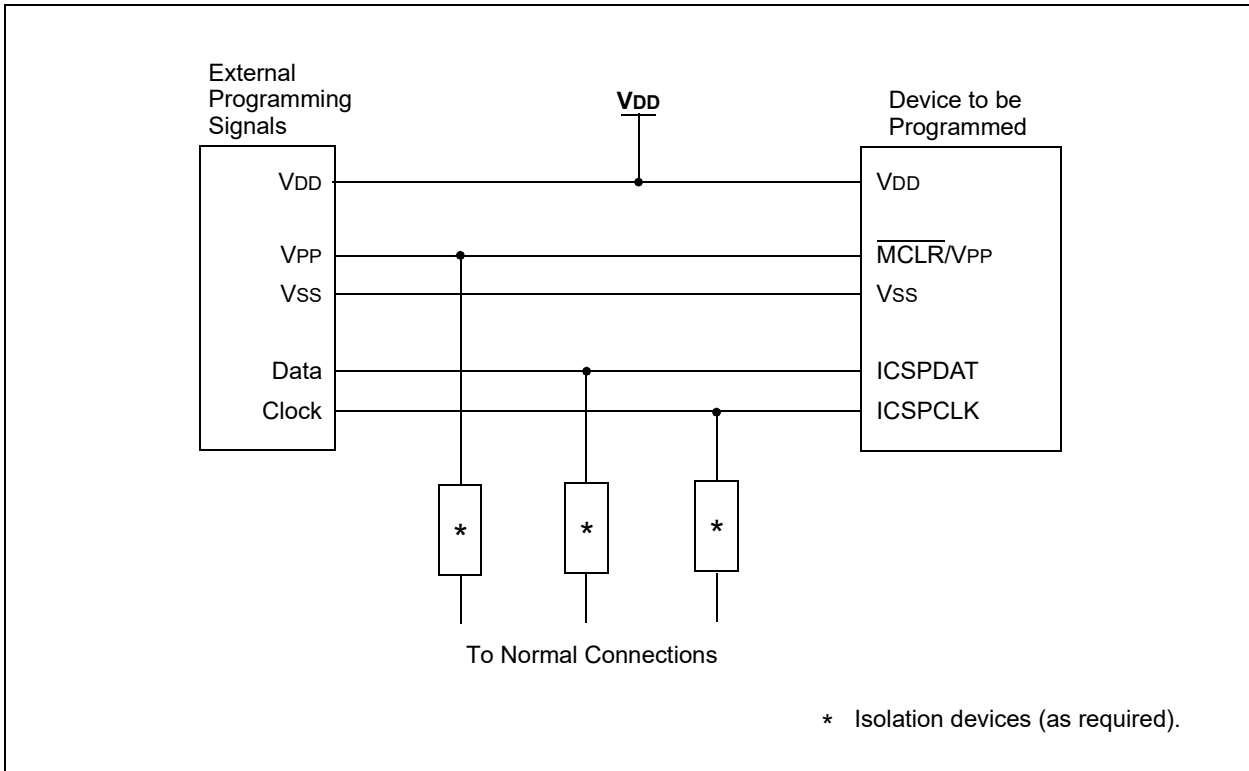 External
Programming
Signals
VDD
Device to be
Programmed
VDD
VDD
VPP
MCLR/VPP
VSS
VSS
Data
ICSPDAT
Clock
ICSPCLK
*
*
*
To Normal Connections
* Isolation devices (as required).